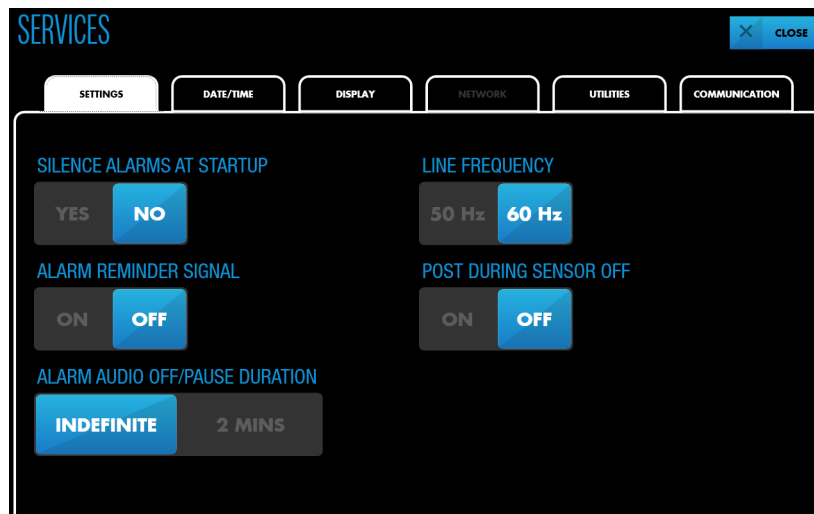 SERVICES
CLOSE
SETTINGS DATE/TIME DISPLAY NETWORK UTILITIES COMMUNICATION
SILENCE ALARMS AT STARTUP
YES NO
LINE FREQUENCY
50 Hz 60 Hz
ALARM REMINDER SIGNAL
ON OFF
POST DURING SENSOR OFF
ON OFF
ALARM AUDIO OFF/PAUSE DURATION
INDEFINITE 2 MINS